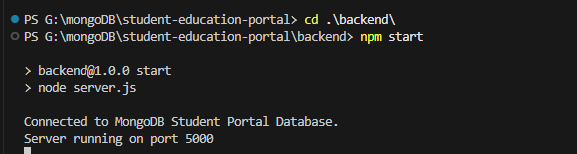 PS G:\mongoDB\student-education-portal> cd .\backend\
PS G:\mongoDB\student-education-portal\backend> npm start
> backend@1.0.0 start
> node server.js
Connected to MongoDB Student Portal Database.
Server running on port 5000